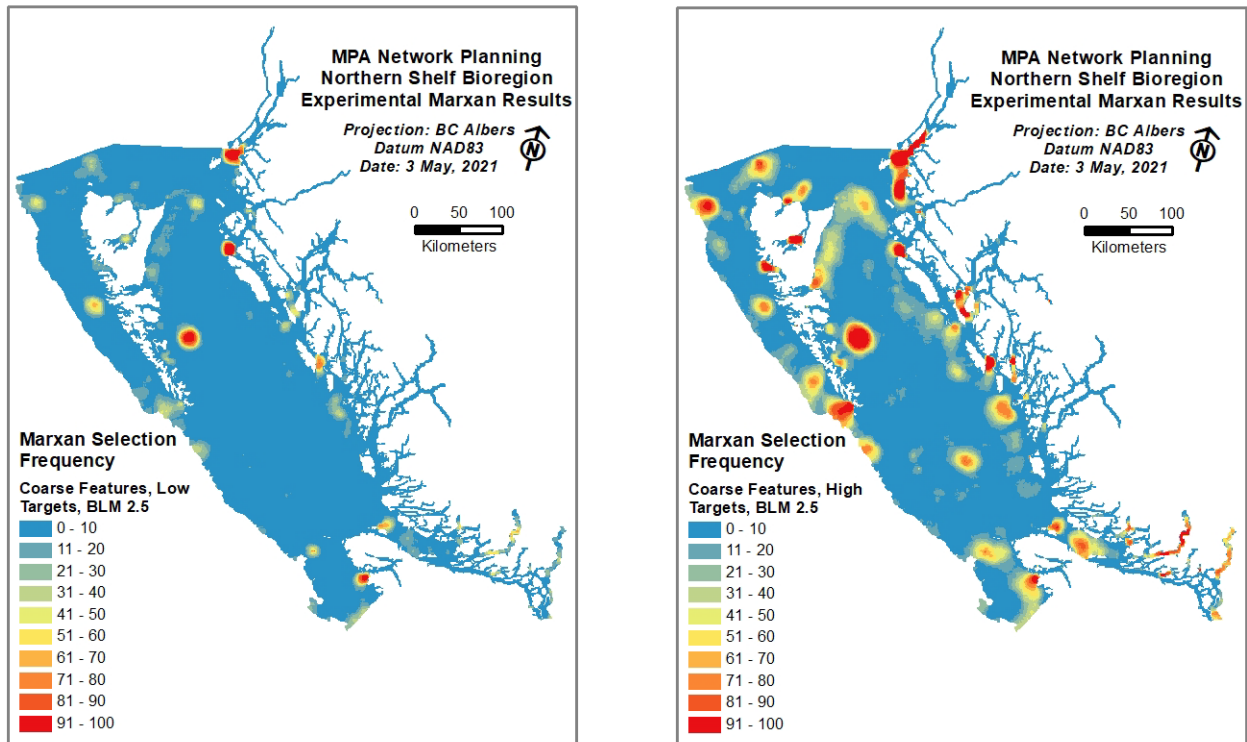 MPA Network Planning
Northern Shelf Bioregion
Experimental Marxan Results
Projection: BC Albers
Datum NAD83
Date: 3 May, 2021
N
0 50 100
Kilometers
Marxan Selection
Frequency
Coarse Features, Low
Targets, BLM 2.5
0 - 10
11 - 20
21 - 30
31 - 40
41 - 50
51 - 60
61 - 70
71 - 80
81 - 90
91 - 100
MPA Network Planning
Northern Shelf Bioregion
Experimental Marxan Results
Projection: BC Albers
Datum NAD83
Date: 3 May, 2021
N
0 50 100
Kilometers
Marxan Selection
Frequency
Coarse Features, High
Targets, BLM 2.5
0 - 10
11 - 20
21 - 30
31 - 40
41 - 50
51 - 60
61 - 70
71 - 80
81 - 90
91 - 100